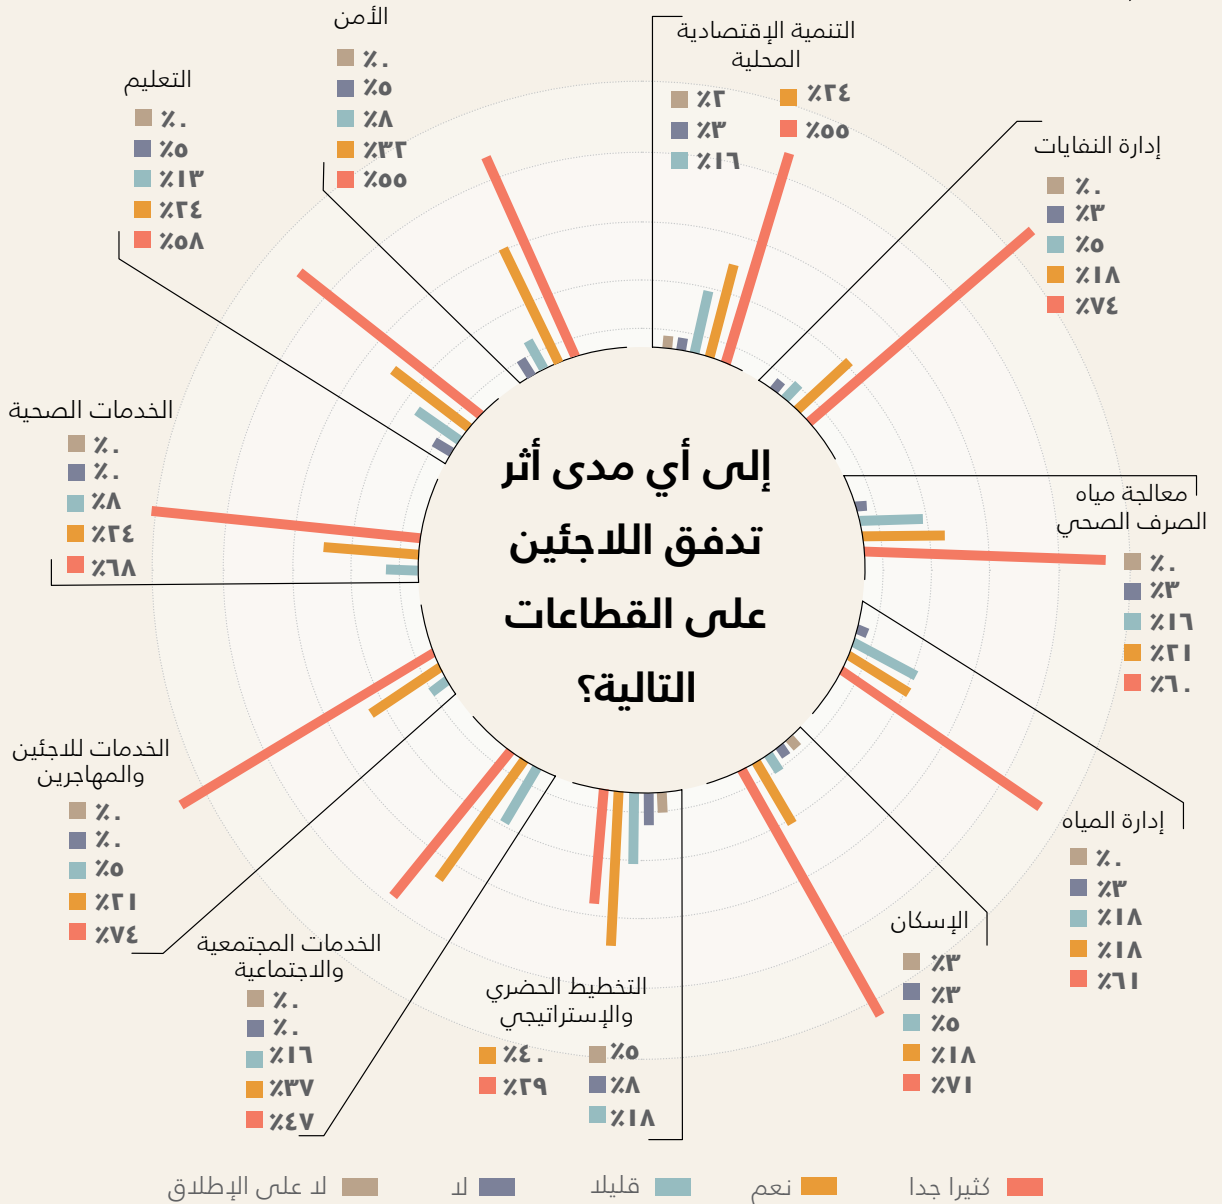 إلى أي مدى أثر
تدفق اللاجئين
على القطاعات
التالية؟
التنمية الإقتصادية
المحلية
٪٢
٪٣
٪١٦
٪٢٤
٪٥٥
إدارة النفايات
٪٠
٪٣
٪٥
٪١٨
٪٧٤
معالجة مياه
الصرف الصحي
٪٠
٪٣
٪١٦
٪٢١
٪٦٠
إدارة المياه
٪٠
٪٣
٪١٨
٪١٨
٪٦١
الإسكان
٪٣
٪٣
٪٥
٪١٨
٪٧١
التخطيط الحضري
والإستراتيجي
٪٥
٪٨
٪١٨
٪٤٠
٪٢٩
الخدمات المجتمعية
والاجتماعية
٪٠
٪٠
٪١٦
٪٣٧
٪٤٧
الخدمات للاجئين
والمهاجرين
٪٠
٪٠
٪٥
٪٢١
٪٧٤
الخدمات الصحية
٪٠
٪٠
٪٨
٪٢٤
٪٦٨
التعليم
٪٠
٪٥
٪١٣
٪٢٤
٪٥٨
الأمن
٪٠
٪٥
٪٨
٪٣٢
٪٥٥
كثيرا جدا
نعم
قليلا
لا
لا على الإطلاق